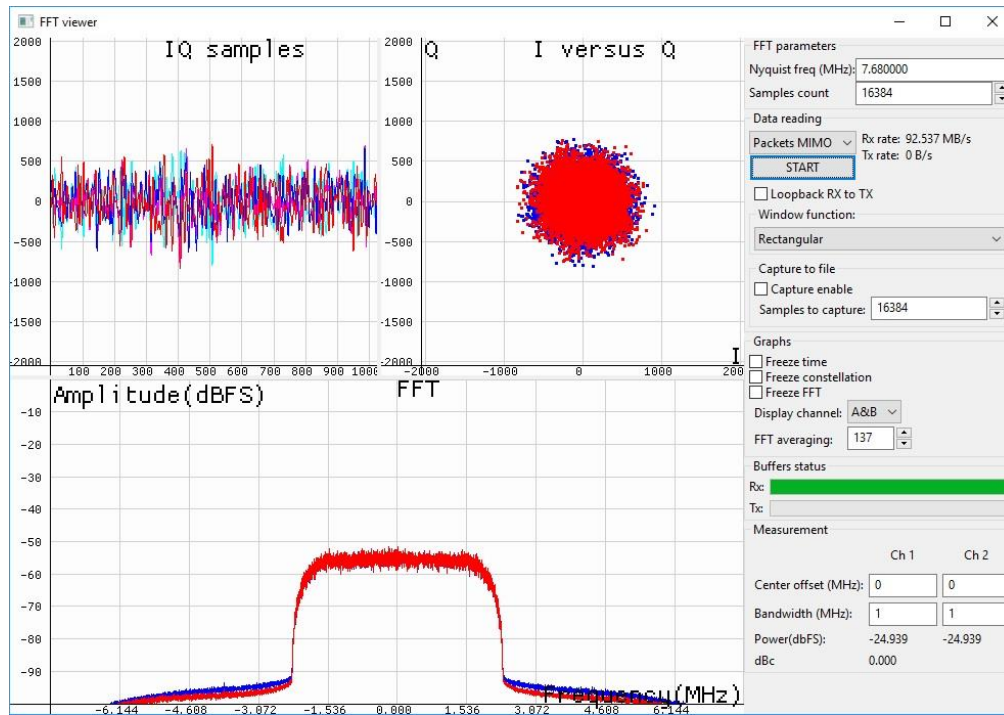 FFT viewer
IQ samples
2000
1500
1000
500
0
-500
-1000
-1500
-2000
100 200 300 400 500 600 700 800 900 1000
Q
I versus Q
2000
1500
1000
500
0
-500
-1000
-1500
-2000 -1000 0 1000 200
I
Amplitude(dBFS)
FFT
-10
-20
-30
-40
-50
-60
-70
-80
-90
Frequency(MHz)
-6.144 -4.608 -3.072 -1.536 0.000 1.536 3.072 4.608 6.144
FFT parameters
Nyquist freq (MHz): 7.680000
Samples count 16384
Data reading
Packets MIMO
Rx rate: 92.537 MB/s
Tx rate: 0 B/s
START
Loopback RX to TX
Window function:
Rectangular
Capture to file
Capture enable
Samples to capture: 16384
Graphs
Freeze time
Freeze constellation
Freeze FFT
Display channel: A&B
FFT averaging: 137
Buffers status
Rx:
Tx:
Measurement
Ch 1 Ch 2
Center offset (MHz): 0 0
Bandwidth (MHz): 1 1
Power(dbFS): -24.939 -24.939
dBc 0.000